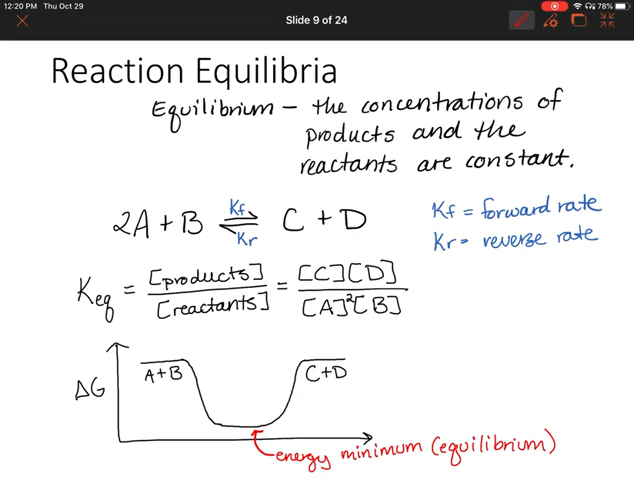 12:20 PM Thu Oct 29
78%
Slide 9 of 24
Reaction Equilibria
Equilibrium – the concentrations of
products and the
reactants are constant.
2A + B ⇌ C + D
Kf
Kr
Kf = forward rate
Kr = reverse rate
Keq = [products] / [reactants] = [C][D] / [A]²[B]
ΔG
A+B
C+D
energy minimum (equilibrium)